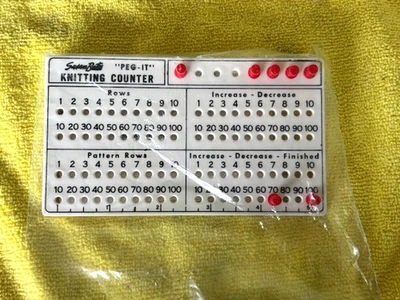 Susan Bates "PEG-IT"
KNITTING COUNTER
Rows
1 2 3 4 5 6 7 8 9 10
10 20 30 40 50 60 70 80 90 100
Increase - Decrease
1 2 3 4 5 6 7 8 9 10
10 20 30 40 50 60 70 80 90 100
Pattern Rows
1 2 3 4 5 6 7 8 9 10
10 20 30 40 50 60 70 80 90 100
Increase - Decrease - Finished
1 2 3 4 5 6 7 8 9 10
10 20 30 40 50 60 70 80 90 100
1 2 3 4